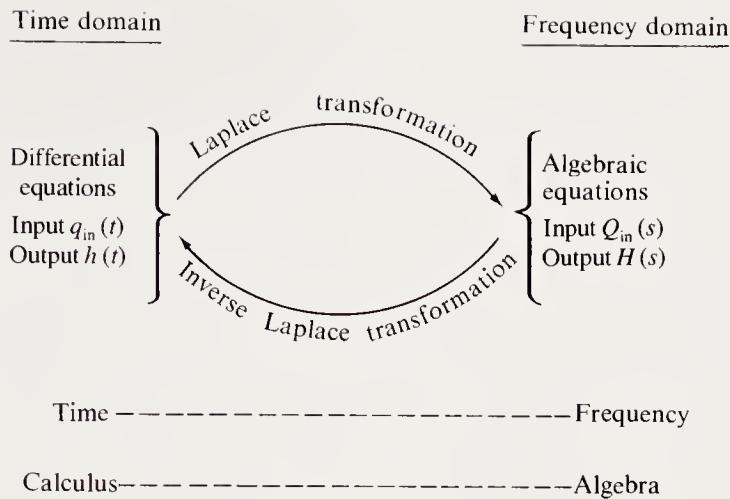 Time domain
Frequency domain
Laplace transformation
Differential
equations
Input q_in (t)
Output h (t)
Algebraic
equations
Input Q_in (s)
Output H (s)
Inverse Laplace transformation
Time Frequency
Calculus Algebra